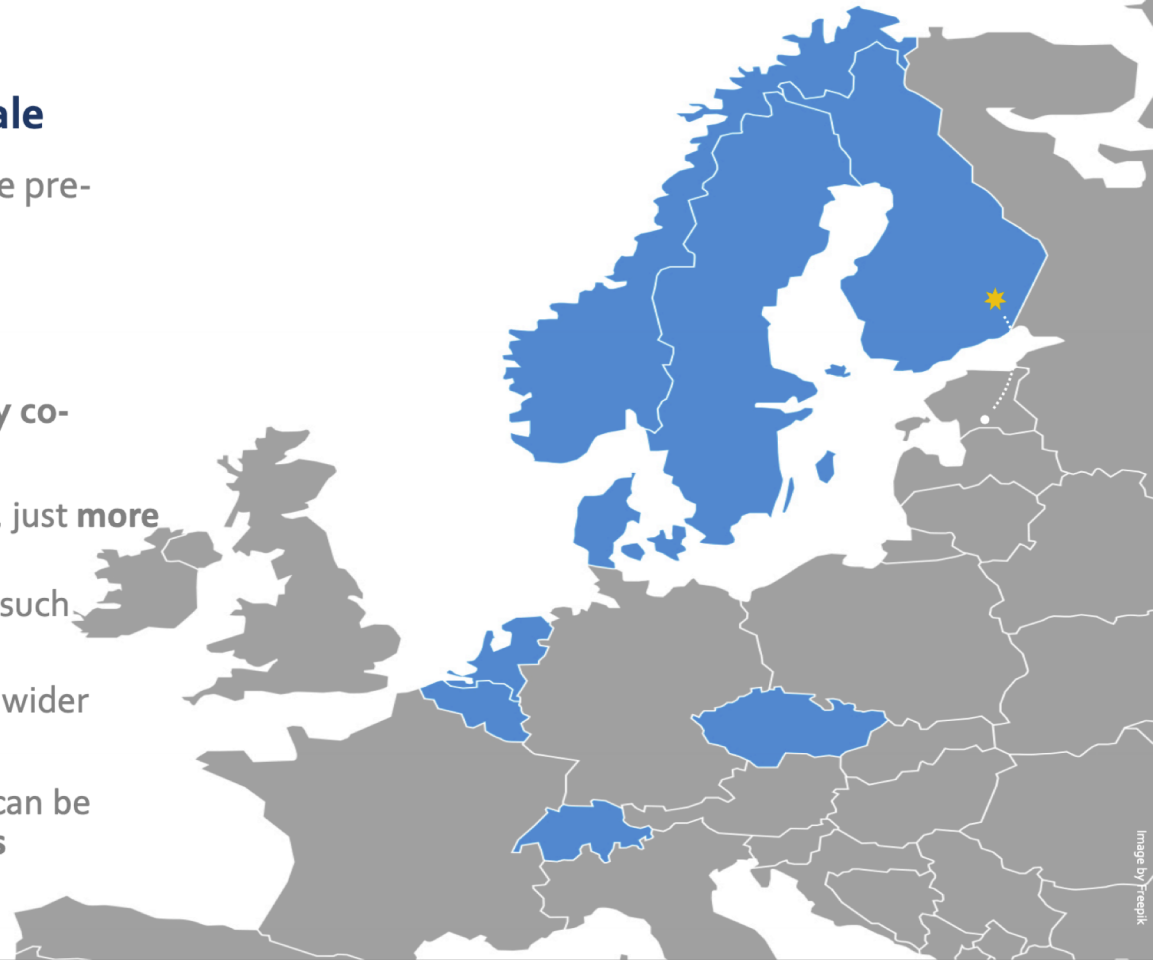 ale
e pre-
y co-
. just more
such
wider
can be
s
Image by Freepik